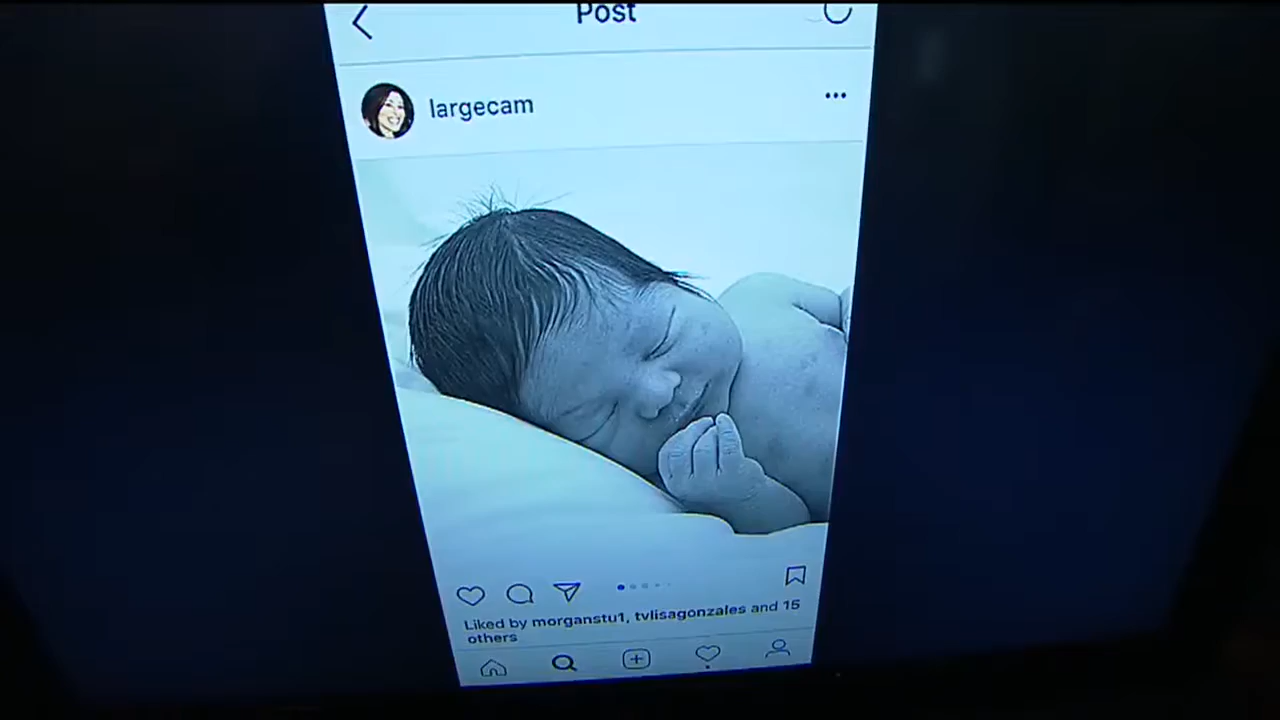 Post
largecam
Liked by morganstu1, tvlisagonzales and 15
others